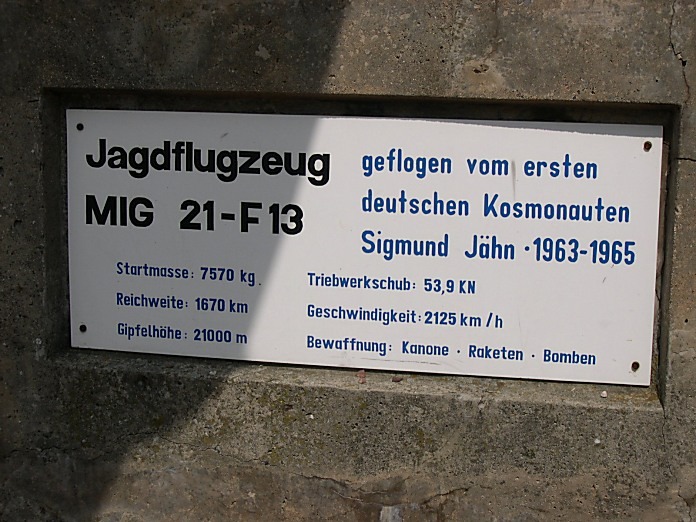 Jagdflugzeug
MIG 21-F13
geflogen vom ersten
deutschen Kosmonauten
Sigmund Jähn · 1963-1965
Startmasse: 7570 kg.
Reichweite: 1670 km
Gipfelhöhe: 21000 m
Triebwerkschub: 53,9 KN
Geschwindigkeit: 2125 km/h
Bewaffnung: Kanone · Raketen · Bomben